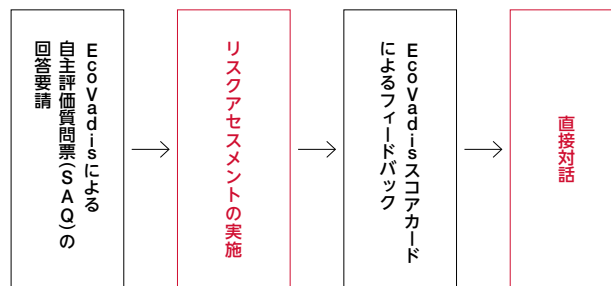 EcoVadisによる
自主評価質問票(SAQ)の
回答要請
リスクアセスメントの実施
EcoVadisスコアカード
によるフィードバック
直接対話